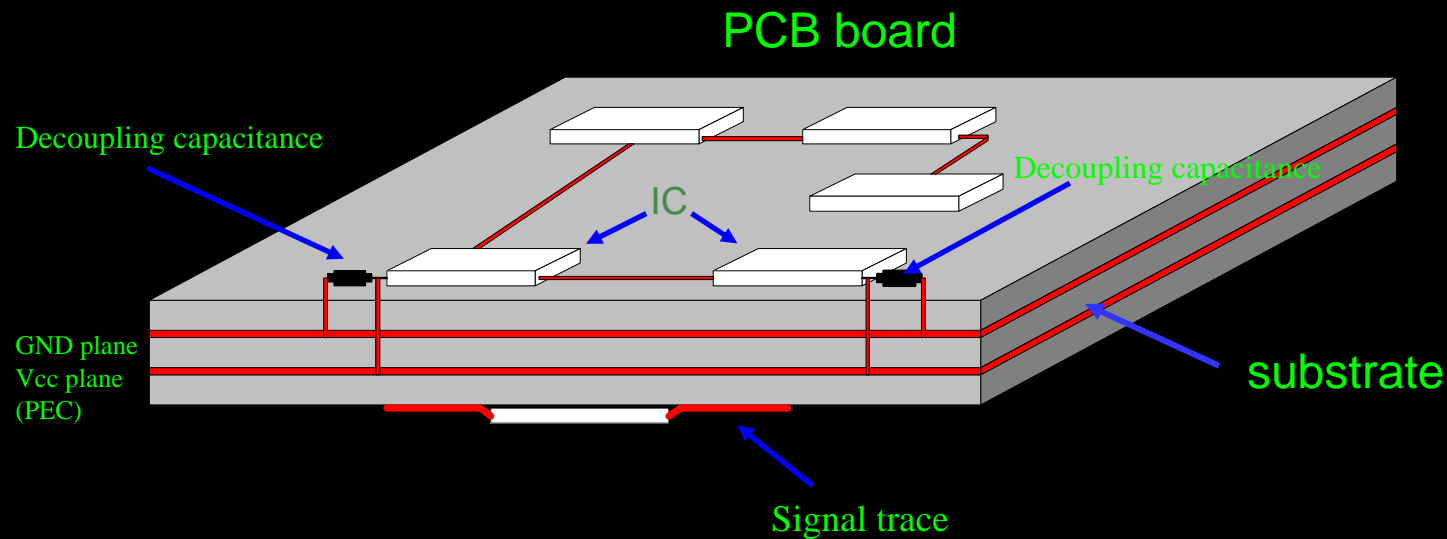 PCB board
Decoupling capacitance
Decoupling capacitance
IC
GND plane
Vcc plane
(PEC)
substrate
Signal trace